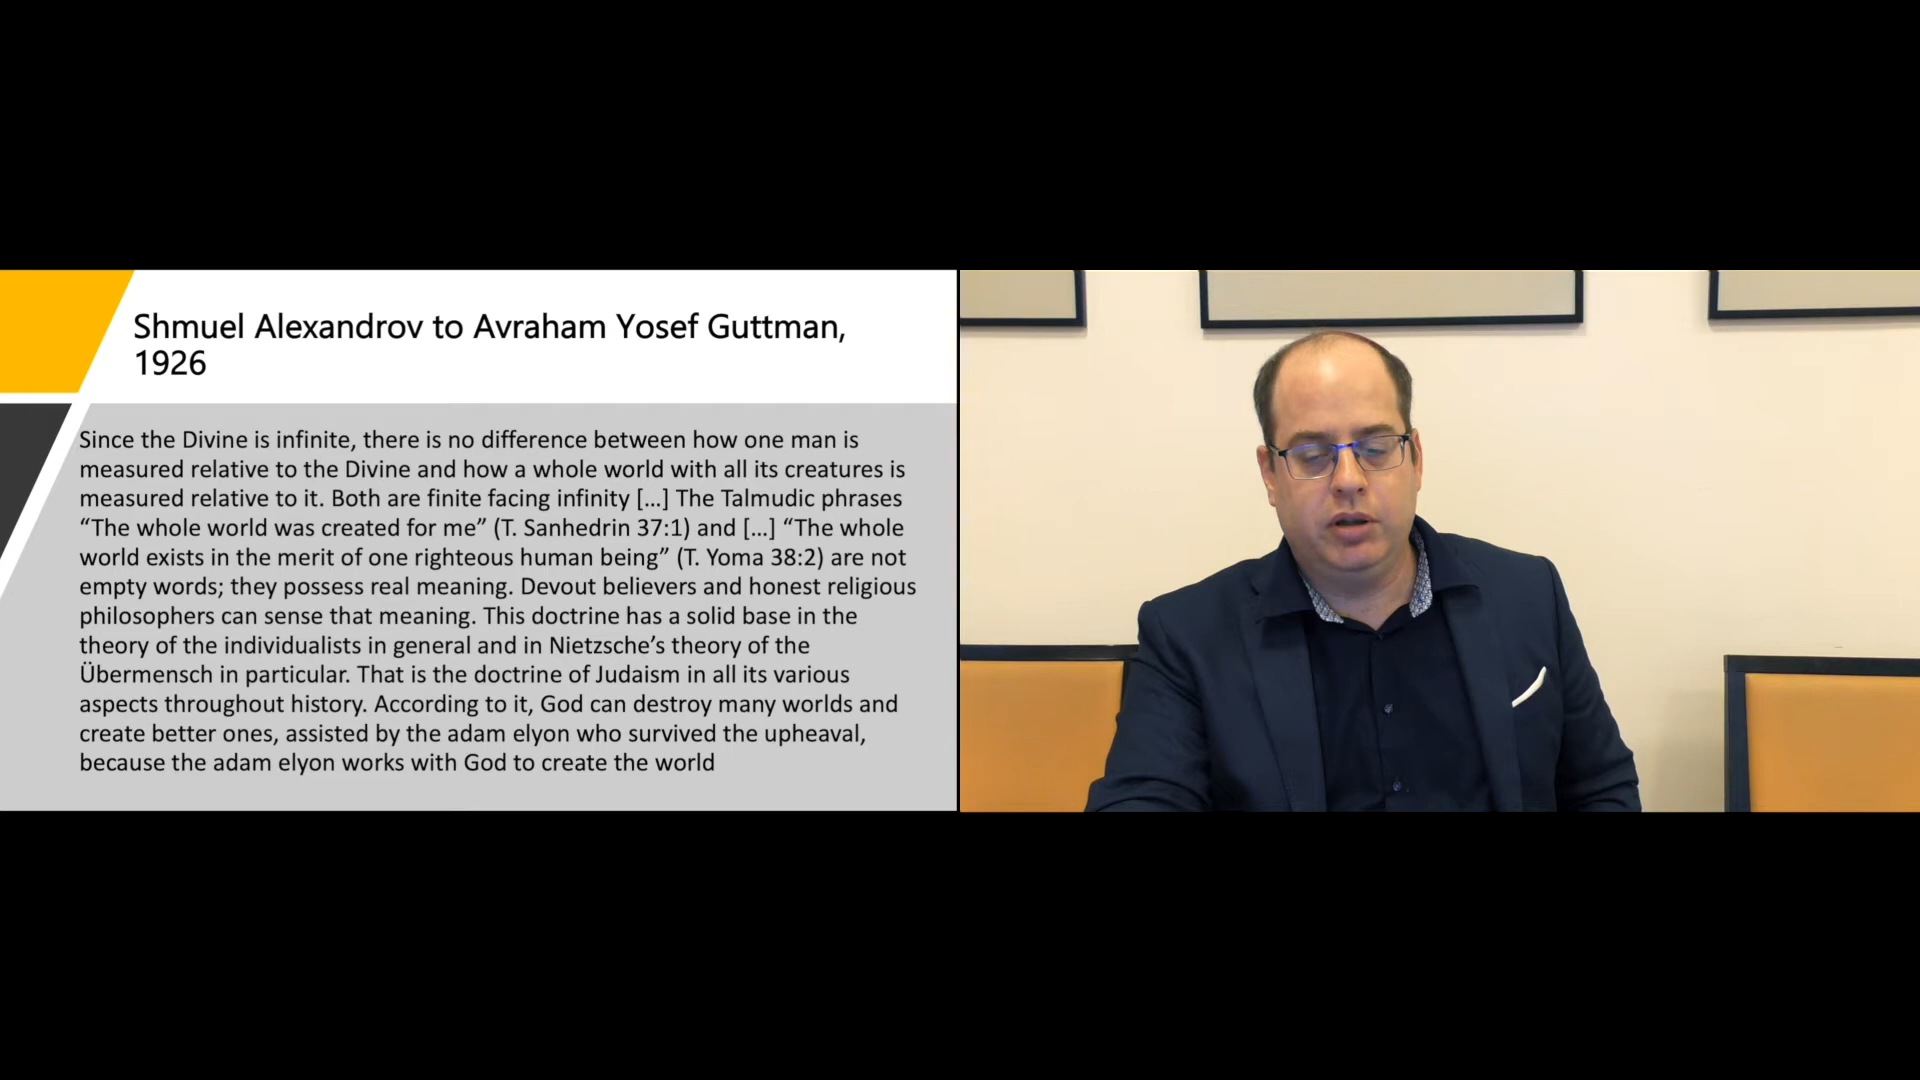 Shmuel Alexandrov to Avraham Yosef Guttman,
1926
Since the Divine is infinite, there is no difference between how one man is
measured relative to the Divine and how a whole world with all its creatures is
measured relative to it. Both are finite facing infinity [...] The Talmudic phrases
“The whole world was created for me” (T. Sanhedrin 37:1) and [...] “The whole
world exists in the merit of one righteous human being” (T. Yoma 38:2) are not
empty words; they possess real meaning. Devout believers and honest religious
philosophers can sense that meaning. This doctrine has a solid base in the
theory of the individualists in general and in Nietzsche’s theory of the
Übermensch in particular. That is the doctrine of Judaism in all its various
aspects throughout history. According to it, God can destroy many worlds and
create better ones, assisted by the adam elyon who survived the upheaval,
because the adam elyon works with God to create the world